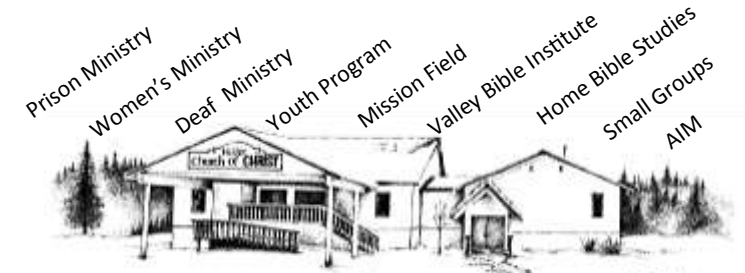 Prison Ministry
Women's Ministry
Deaf Ministry
Youth Program
Mission Field
Valley Bible Institute
Home Bible Studies
Small Groups
AIM
Church of CHRIST